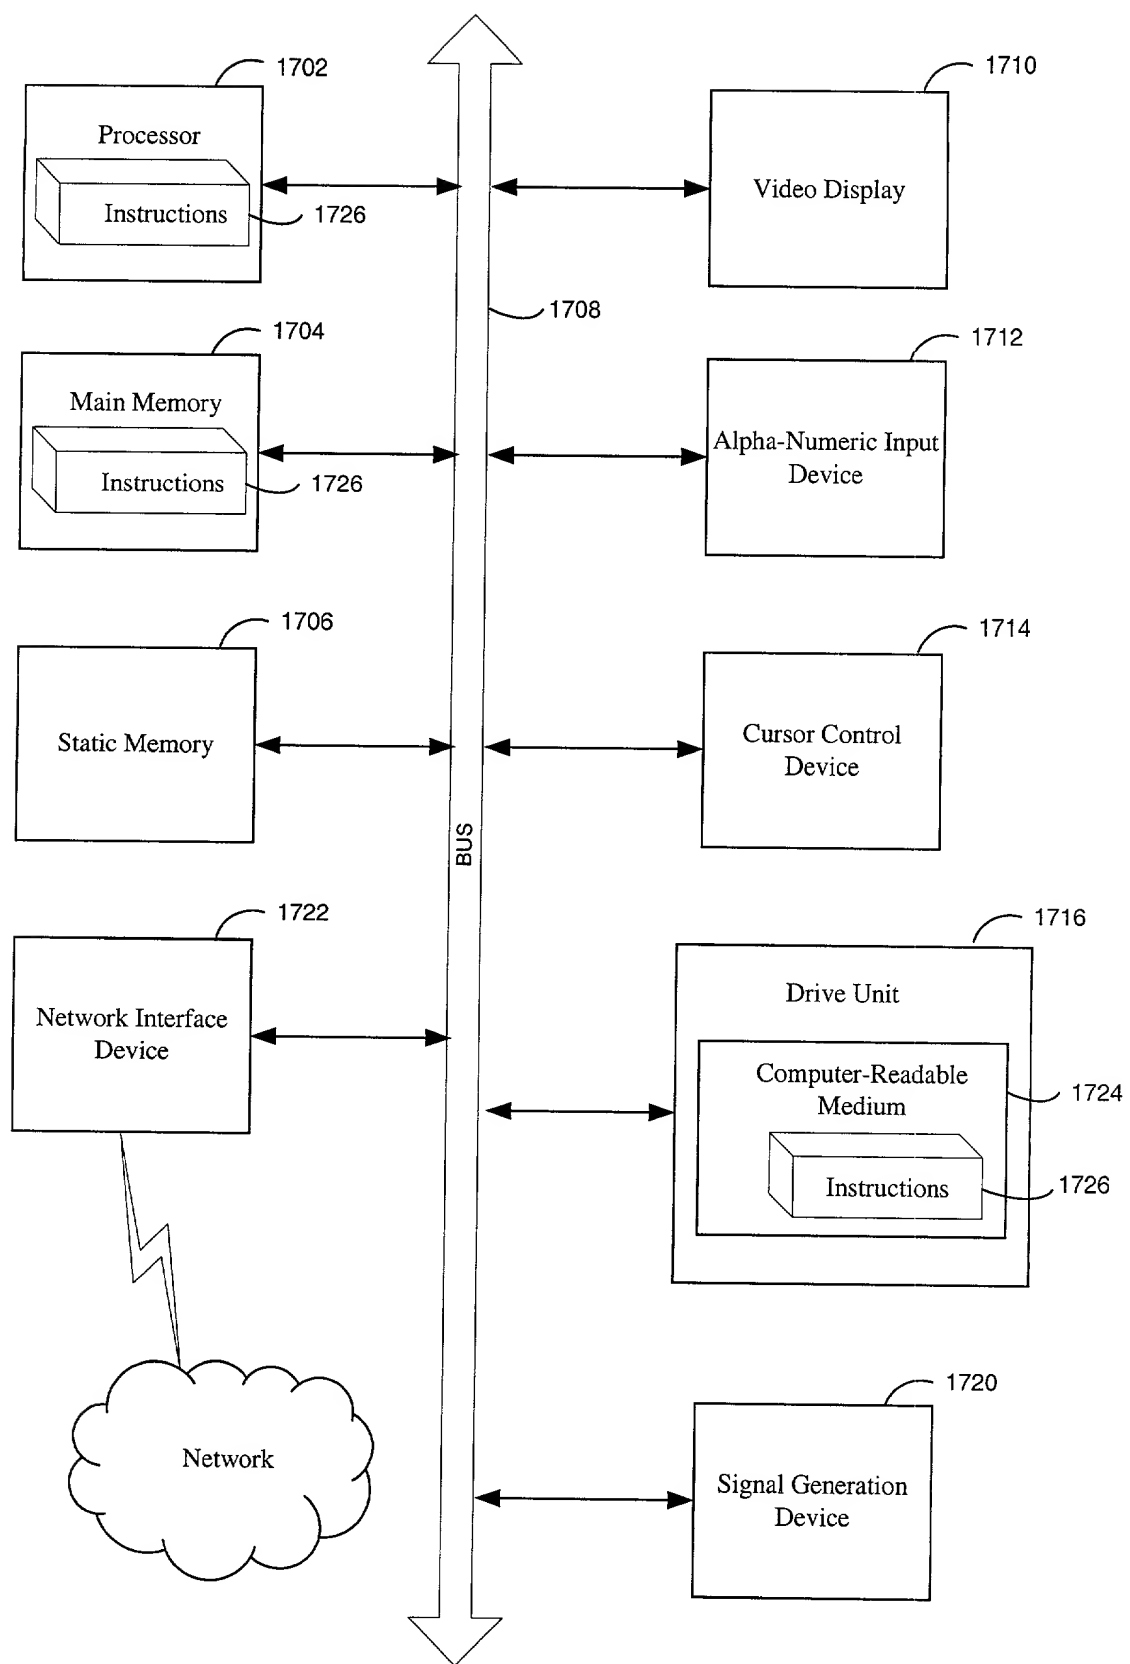 1702
Processor
Instructions
1726
1704
Main Memory
Instructions
1726
1706
Static Memory
1722
Network Interface
Device
Network
BUS
1708
1710
Video Display
1712
Alpha-Numeric Input
Device
1714
Cursor Control
Device
1716
Drive Unit
Computer-Readable
Medium
1724
Instructions
1726
1720
Signal Generation
Device